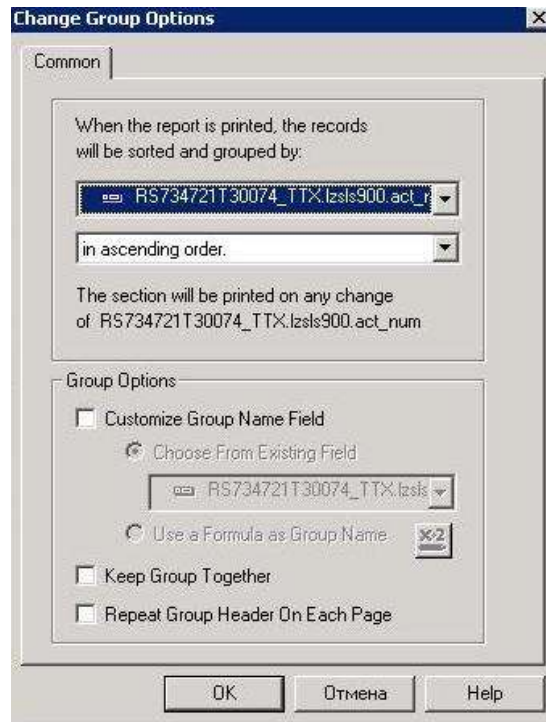 Change Group Options
Common
When the report is printed, the records
will be sorted and grouped by:
RS734721T30074_TTX.lzsls900.act_r
in ascending order.
The section will be printed on any change
of RS734721T30074_TTX.lzsls900.act_num
Group Options
Customize Group Name Field
Choose From Existing Field
RS734721T30074_TTX.lzsls
Use a Formula as Group Name
X·2
Keep Group Together
Repeat Group Header On Each Page
OK
Отмена
Help